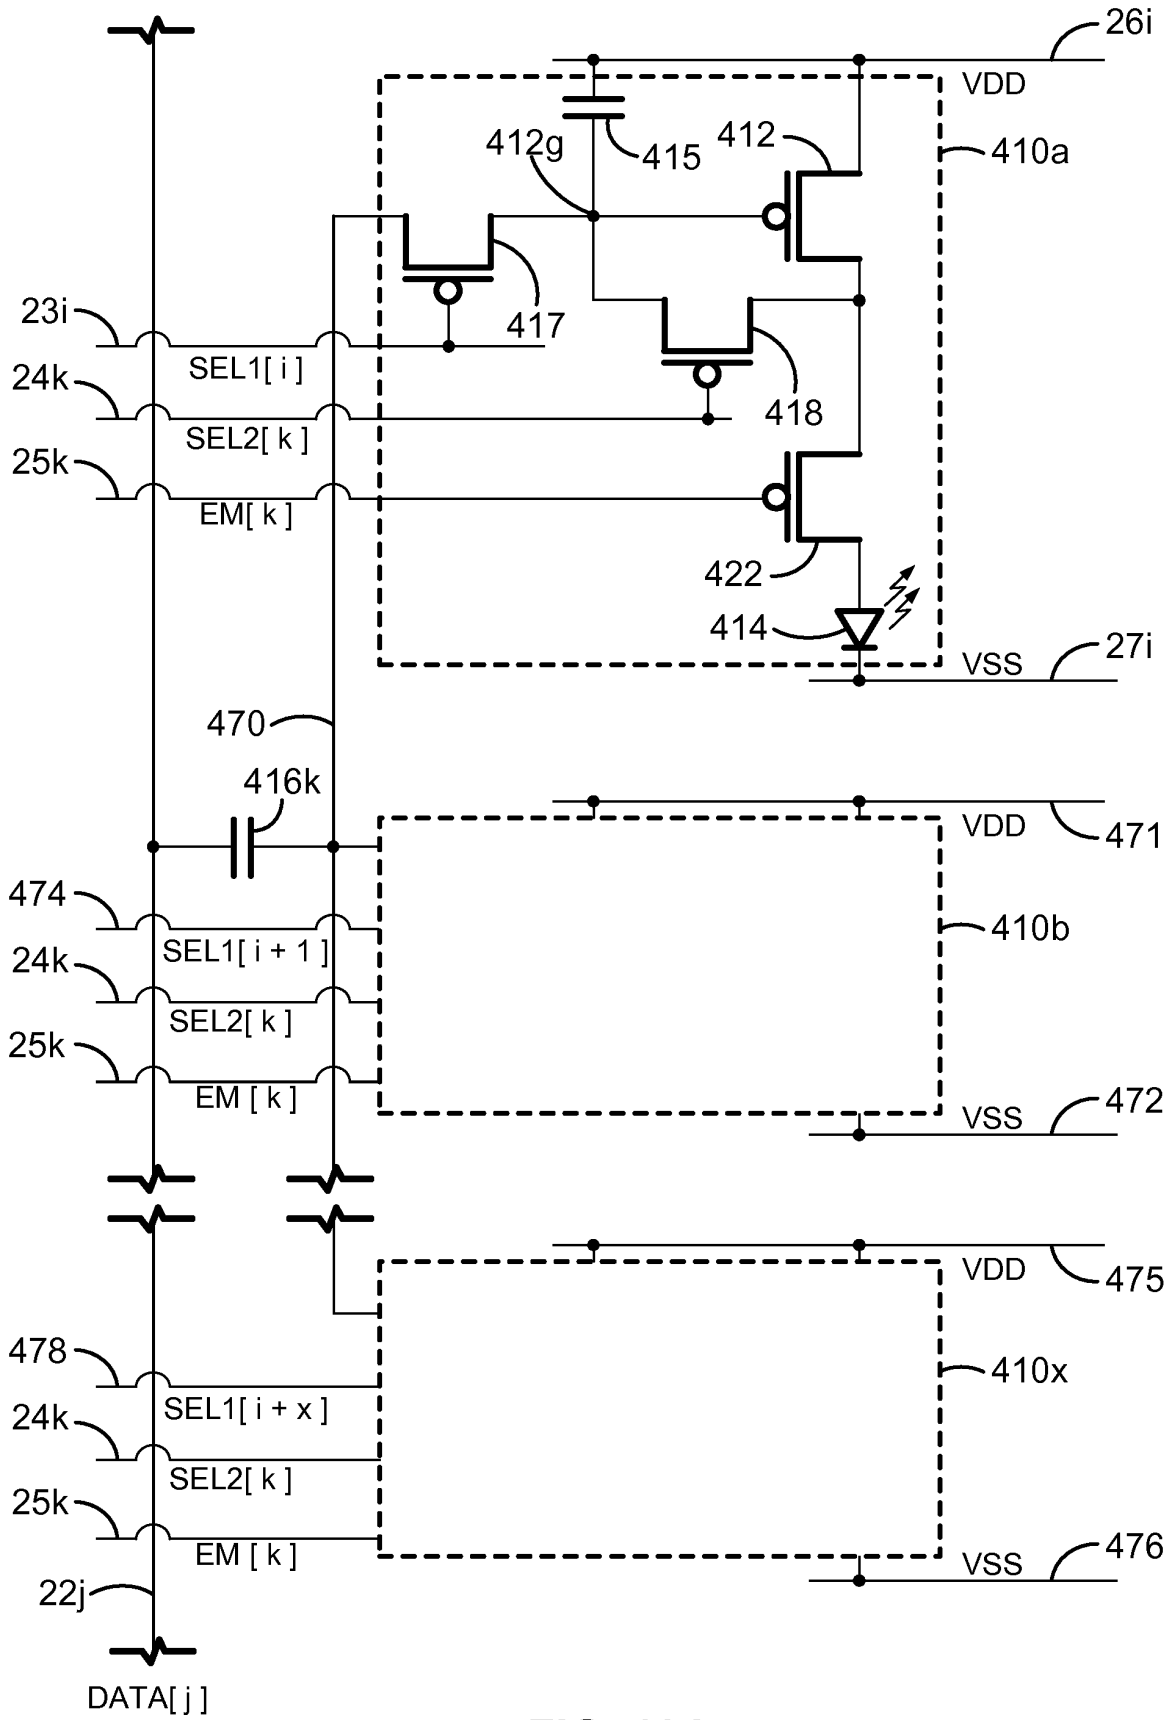 26i
VDD
412
412g
415
410a
23i
417
SEL1[ i ]
24k
418
SEL2[ k ]
25k
EM[ k ]
422
414
VSS
27i
470
416k
VDD
471
474
410b
SEL1[ i + 1 ]
24k
SEL2[ k ]
25k
EM [ k ]
472
VSS
VDD
475
478
410x
SEL1[ i + x ]
24k
SEL2[ k ]
25k
EM [ k ]
VSS
476
22j
DATA[ j ]